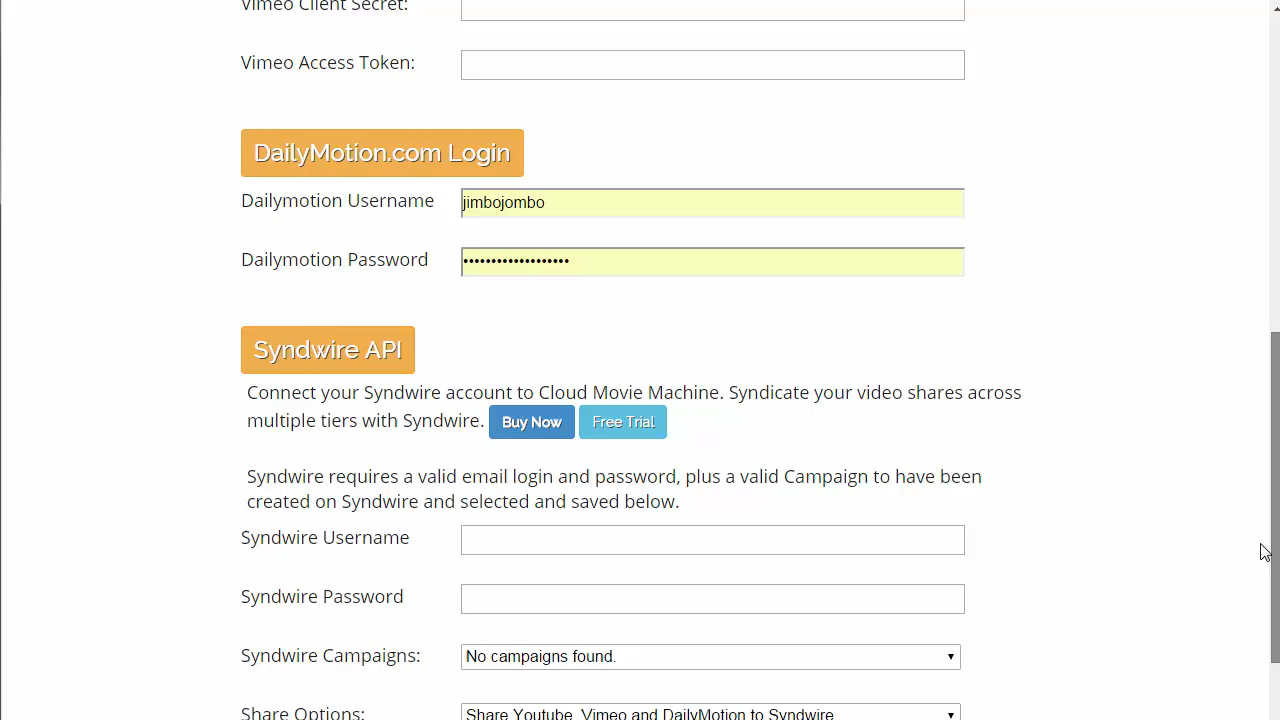 Vimeo Client Secret:
Vimeo Access Token:
DailyMotion.com Login
Dailymotion Username
jimbojombo
Dailymotion Password
•••••••••••••••••••
Syndwire API
Connect your Syndwire account to Cloud Movie Machine. Syndicate your video shares across
multiple tiers with Syndwire. Buy Now Free Trial
Syndwire requires a valid email login and password, plus a valid Campaign to have been
created on Syndwire and selected and saved below.
Syndwire Username
Syndwire Password
Syndwire Campaigns:
No campaigns found.
Share Options:
Share Youtube, Vimeo and DailyMotion to Syndwire